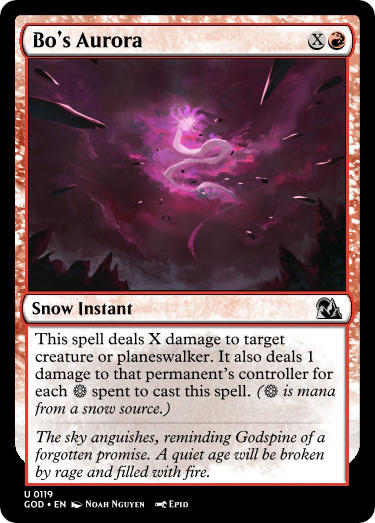 Bo's Aurora X
Snow Instant
This spell deals X damage to target
creature or planeswalker. It also deals 1
damage to that permanent's controller for
each spent to cast this spell. ( is mana
from a snow source.)
The sky anguishes, reminding Godspine of a
forgotten promise. A quiet age will be broken
by rage and filled with fire.
U 0119
GOD • EN Noah Nguyen Epid